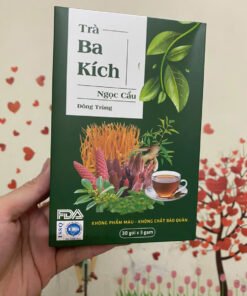 Trà
Ba
Kích
Ngọc Cẩu
Đông Trùng
FDA
KHÔNG PHẨM MÀU - KHÔNG CHẤT BẢO QUẢN
30 gói x 3 gam